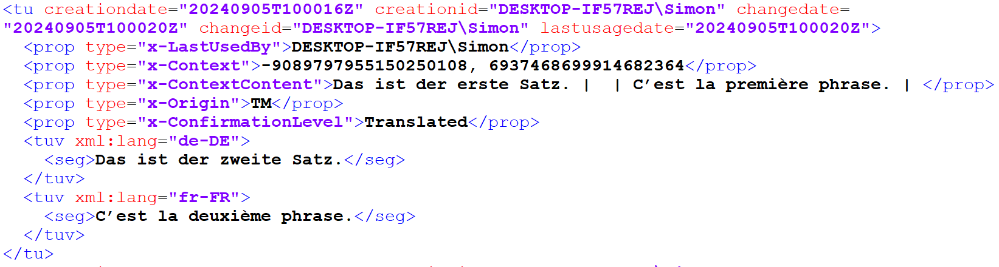 <tu creationdate="20240905T100016Z" creationid="DESKTOP-IF57REJ\Simon" changedate=
"20240905T100020Z" changeid="DESKTOP-IF57REJ\Simon" lastusagedate="20240905T100020Z">
<prop type="x-LastUsedBy">DESKTOP-IF57REJ\Simon</prop>
<prop type="x-Context">-9089797955150250108, 6937468699914682364</prop>
<prop type="x-ContextContent">Das ist der erste Satz. |  | C’est la première phrase. | </prop>
<prop type="x-Origin">TM</prop>
<prop type="x-ConfirmationLevel">Translated</prop>
<tuv xml:lang="de-DE">
<seg>Das ist der zweite Satz.</seg>
</tuv>
<tuv xml:lang="fr-FR">
<seg>C’est la deuxième phrase.</seg>
</tuv>
</tu>